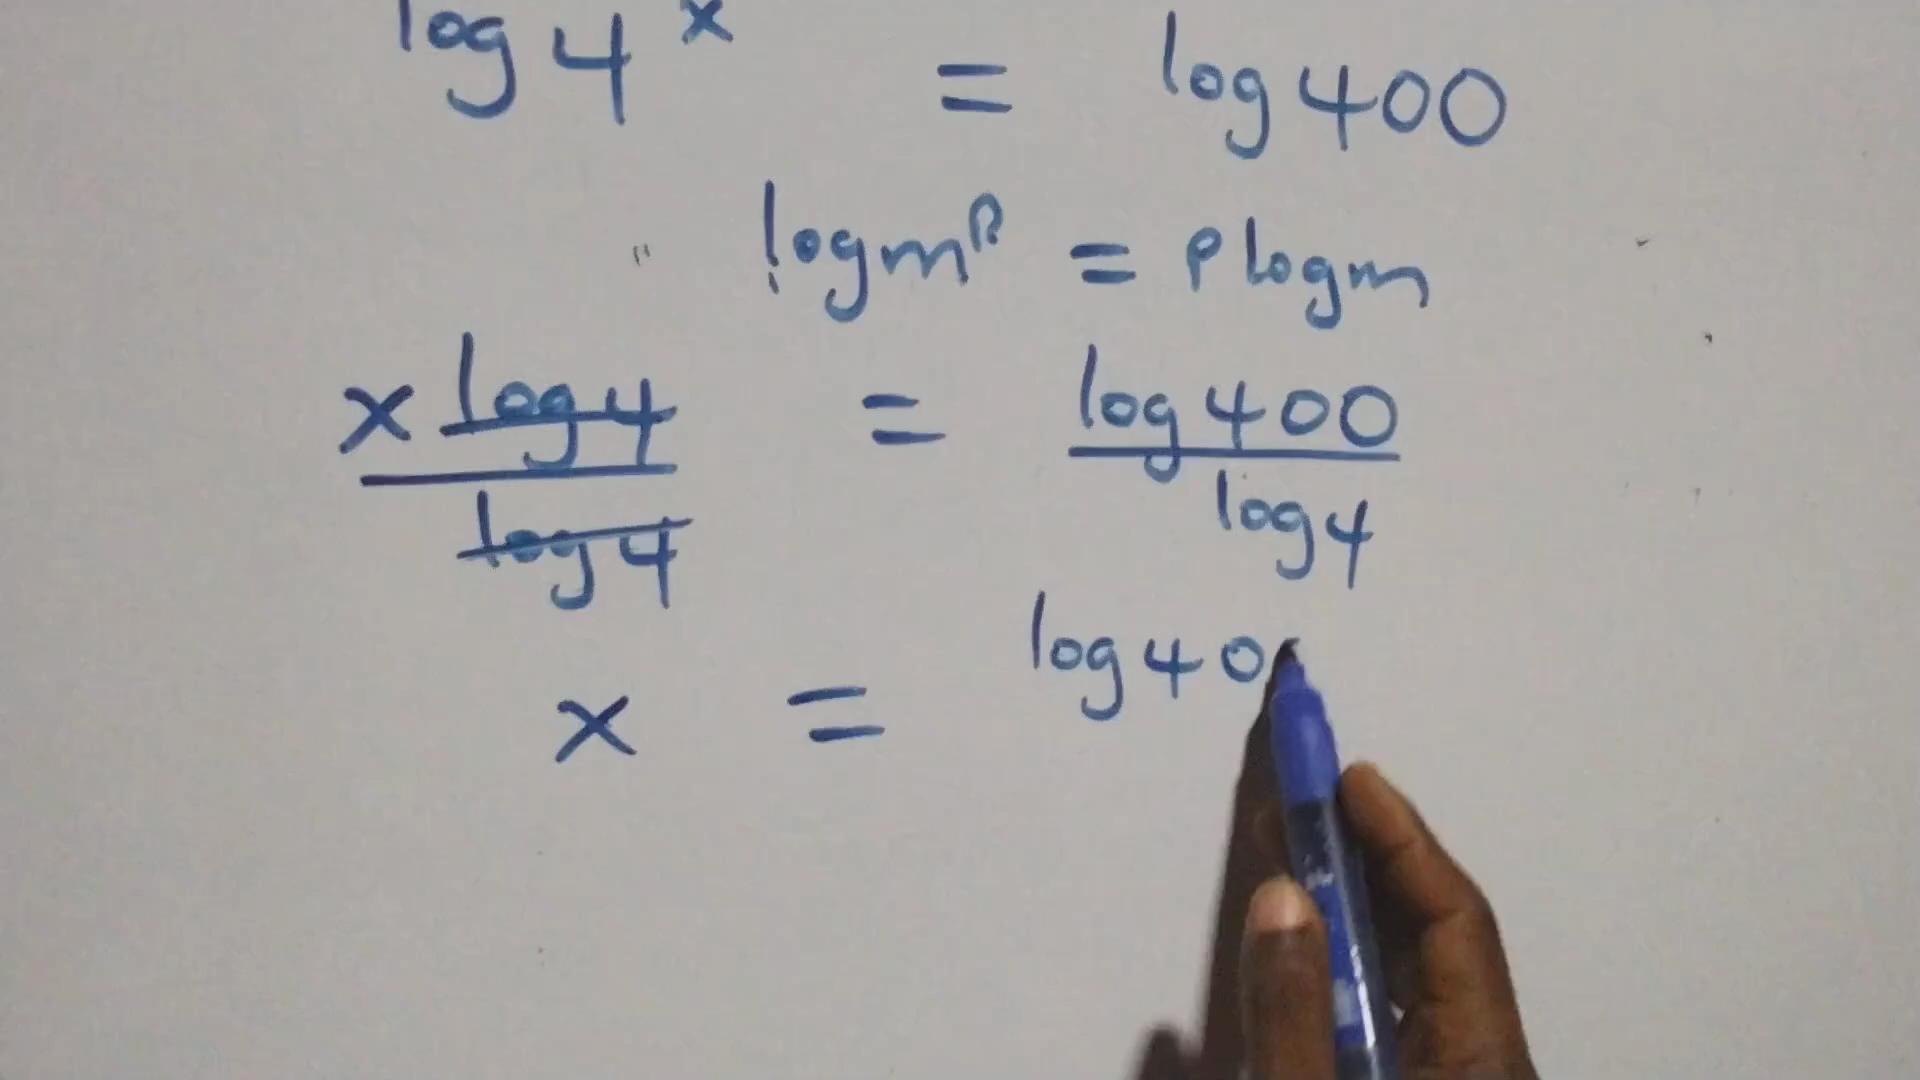 log 4^x = log 400
log m^p = p log m
x log 4 / log 4 = log 400 / log 4
x = log 40